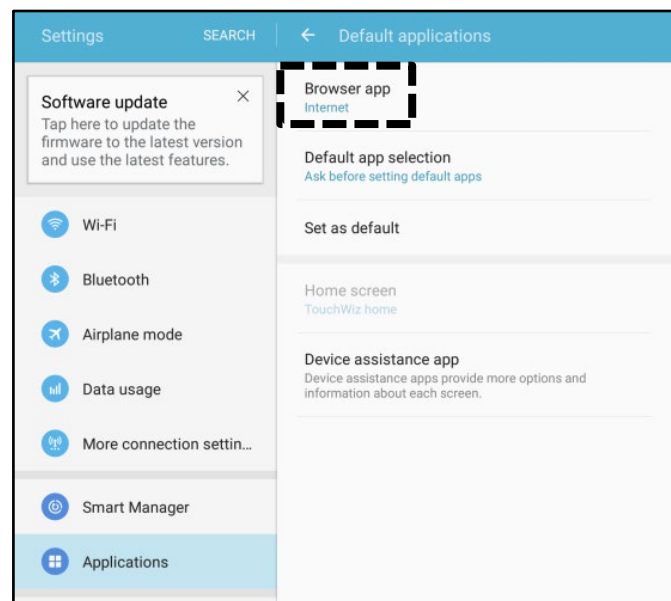 Settings
SEARCH
Default applications
Software update
Tap here to update the
firmware to the latest version
and use the latest features.
Wi-Fi
Bluetooth
Airplane mode
Data usage
More connection settin...
Smart Manager
Applications
Browser app
Internet
Default app selection
Ask before setting default apps
Set as default
Home screen
TouchWiz home
Device assistance app
Device assistance apps provide more options and
information about each screen.